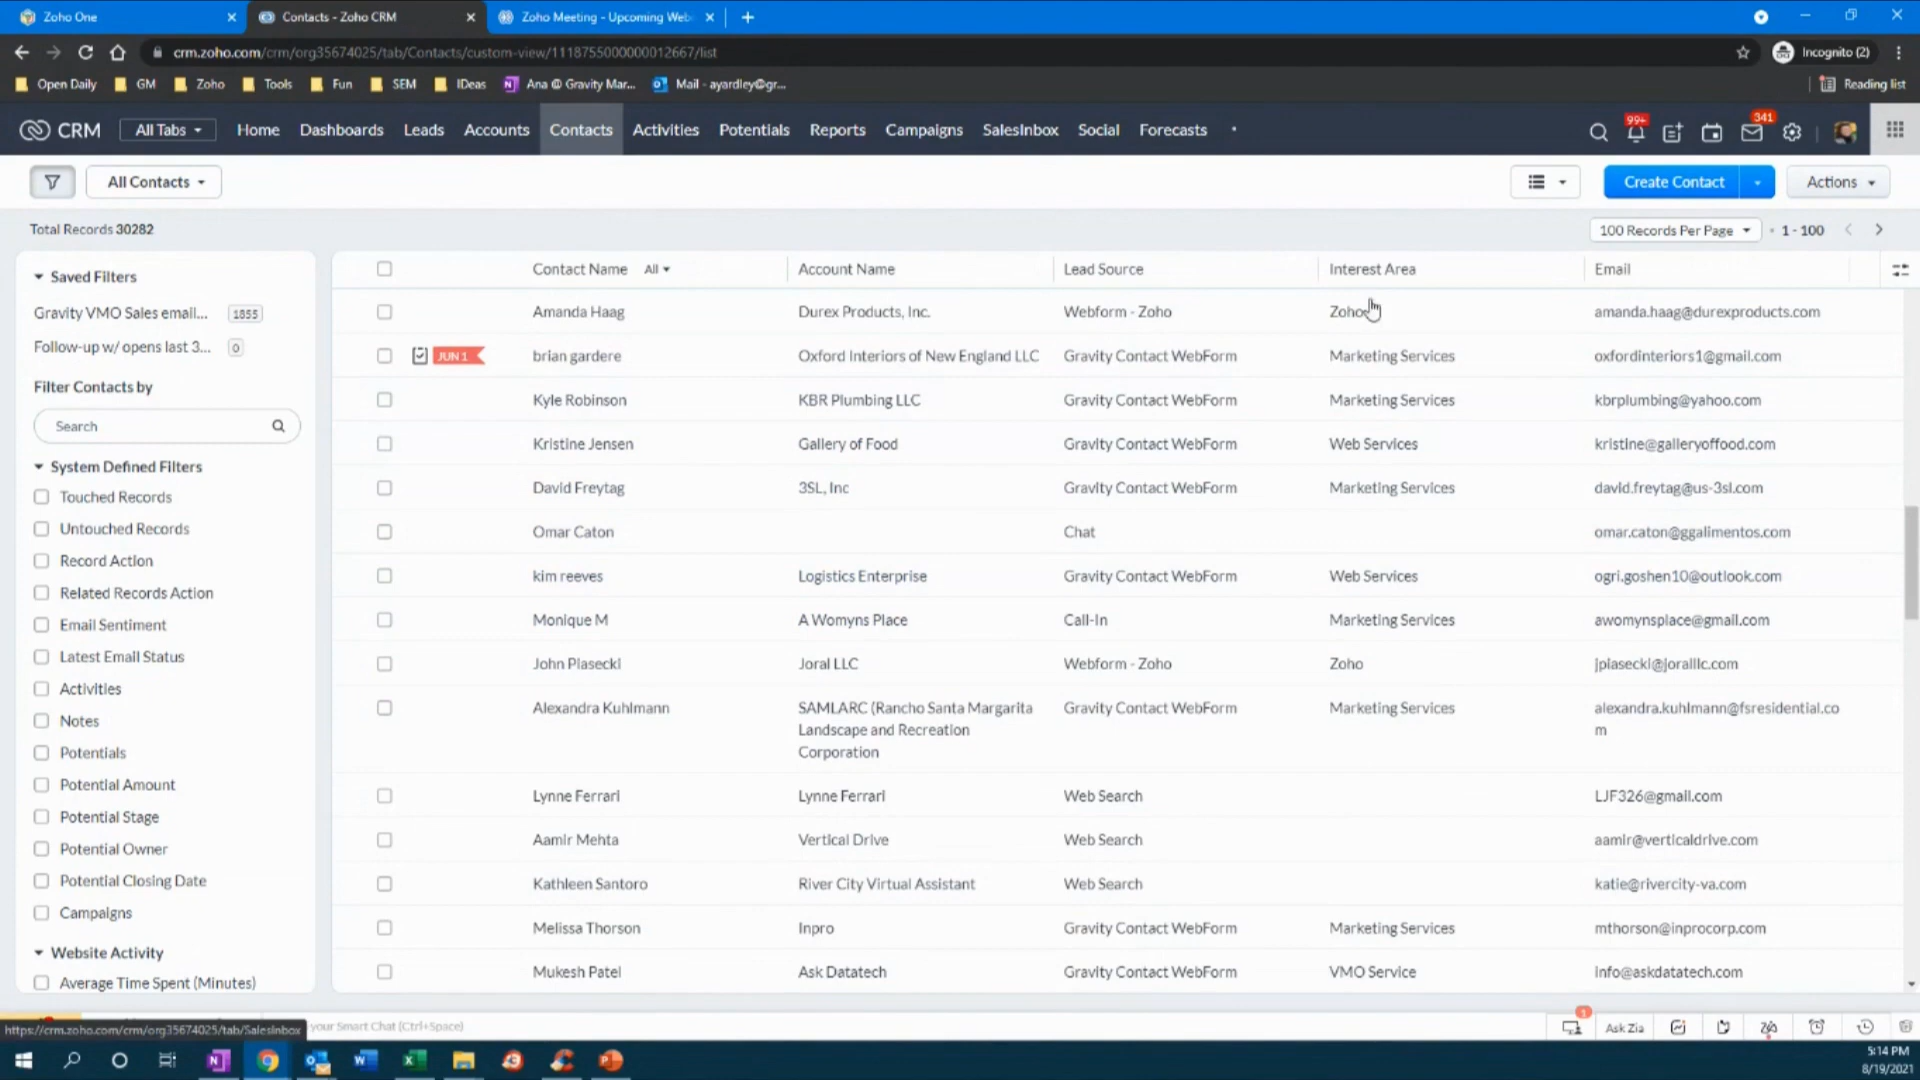 Zoho One
Contacts - Zoho CRM
Zoho Meeting - Upcoming Web
crm.zoho.com/crm/org35674025/tab/Contacts/custom-view/1118755000000012667/list
Incognito (2)
Open Daily
GM
Zoho
Tools
Fun
SEM
IDeas
Ana @ Gravity Mar...
Mail - ayardley@gr...
Reading list
CRM
All Tabs
Home
Dashboards
Leads
Accounts
Contacts
Activities
Potentials
Reports
Campaigns
SalesInbox
Social
Forecasts
99+
341
All Contacts
Create Contact
Actions
Total Records 30282
100 Records Per Page
1 - 100
Saved Filters
Gravity VMO Sales email... 1855
Follow-up w/ opens last 3... 0
Filter Contacts by
Search
System Defined Filters
Touched Records
Untouched Records
Record Action
Related Records Action
Email Sentiment
Latest Email Status
Activities
Notes
Potentials
Potential Amount
Potential Stage
Potential Owner
Potential Closing Date
Campaigns
Website Activity
Average Time Spent (Minutes)
Contact Name All Account Name Lead Source Interest Area Email
Amanda Haag Durex Products, Inc. Webform - Zoho Zoho amanda.haag@durexproducts.com
JUN 1 brian gardere Oxford Interiors of New England LLC Gravity Contact WebForm Marketing Services oxfordinteriors1@gmail.com
Kyle Robinson KBR Plumbing LLC Gravity Contact WebForm Marketing Services kbrplumbing@yahoo.com
Kristine Jensen Gallery of Food Gravity Contact WebForm Web Services kristine@galleryoffood.com
David Freytag 3SL, Inc Gravity Contact WebForm Marketing Services david.freytag@us-3sl.com
Omar Caton Chat omar.caton@ggalimentos.com
kim reeves Logistics Enterprise Gravity Contact WebForm Web Services ogri.goshen10@outlook.com
Monique M A Womyns Place Call-In Marketing Services awomynsplace@gmail.com
John Piasecki Joral LLC Webform - Zoho Zoho jpiasecki@joralllc.com
Alexandra Kuhlmann SAMLARC (Rancho Santa Margarita Gravity Contact WebForm Marketing Services alexandra.kuhlmann@fsresidential.co
Landscape and Recreation m
Corporation
Lynne Ferrari Lynne Ferrari Web Search LJF326@gmail.com
Aamir Mehta Vertical Drive Web Search aamir@verticaldrive.com
Kathleen Santoro River City Virtual Assistant Web Search katie@rivercity-va.com
Melissa Thorson Inpro Gravity Contact WebForm Marketing Services mthorson@inprocorp.com
Mukesh Patel Ask Datatech Gravity Contact WebForm VMO Service info@askdatatech.com
https://crm.zoho.com/crm/org35674025/tab/SalesInbox
your Smart Chat (Ctrl+Space)
1
Ask Zia
5:14 PM
8/19/2021